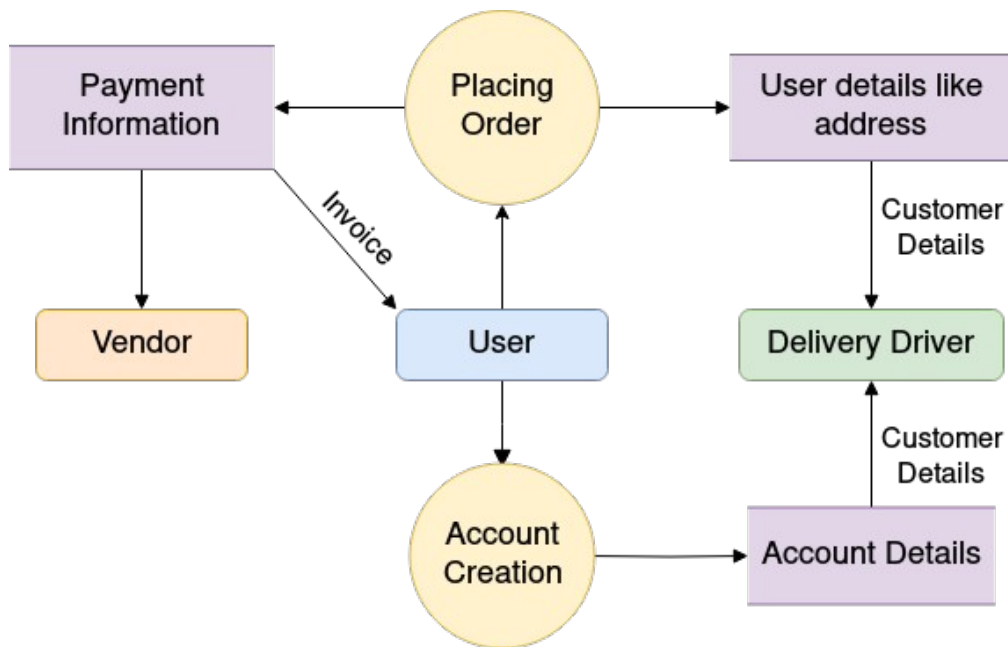 Payment
Information
Placing
Order
User details like
address
Invoice
Customer
Details
Vendor
User
Delivery Driver
Customer
Details
Account
Creation
Account Details